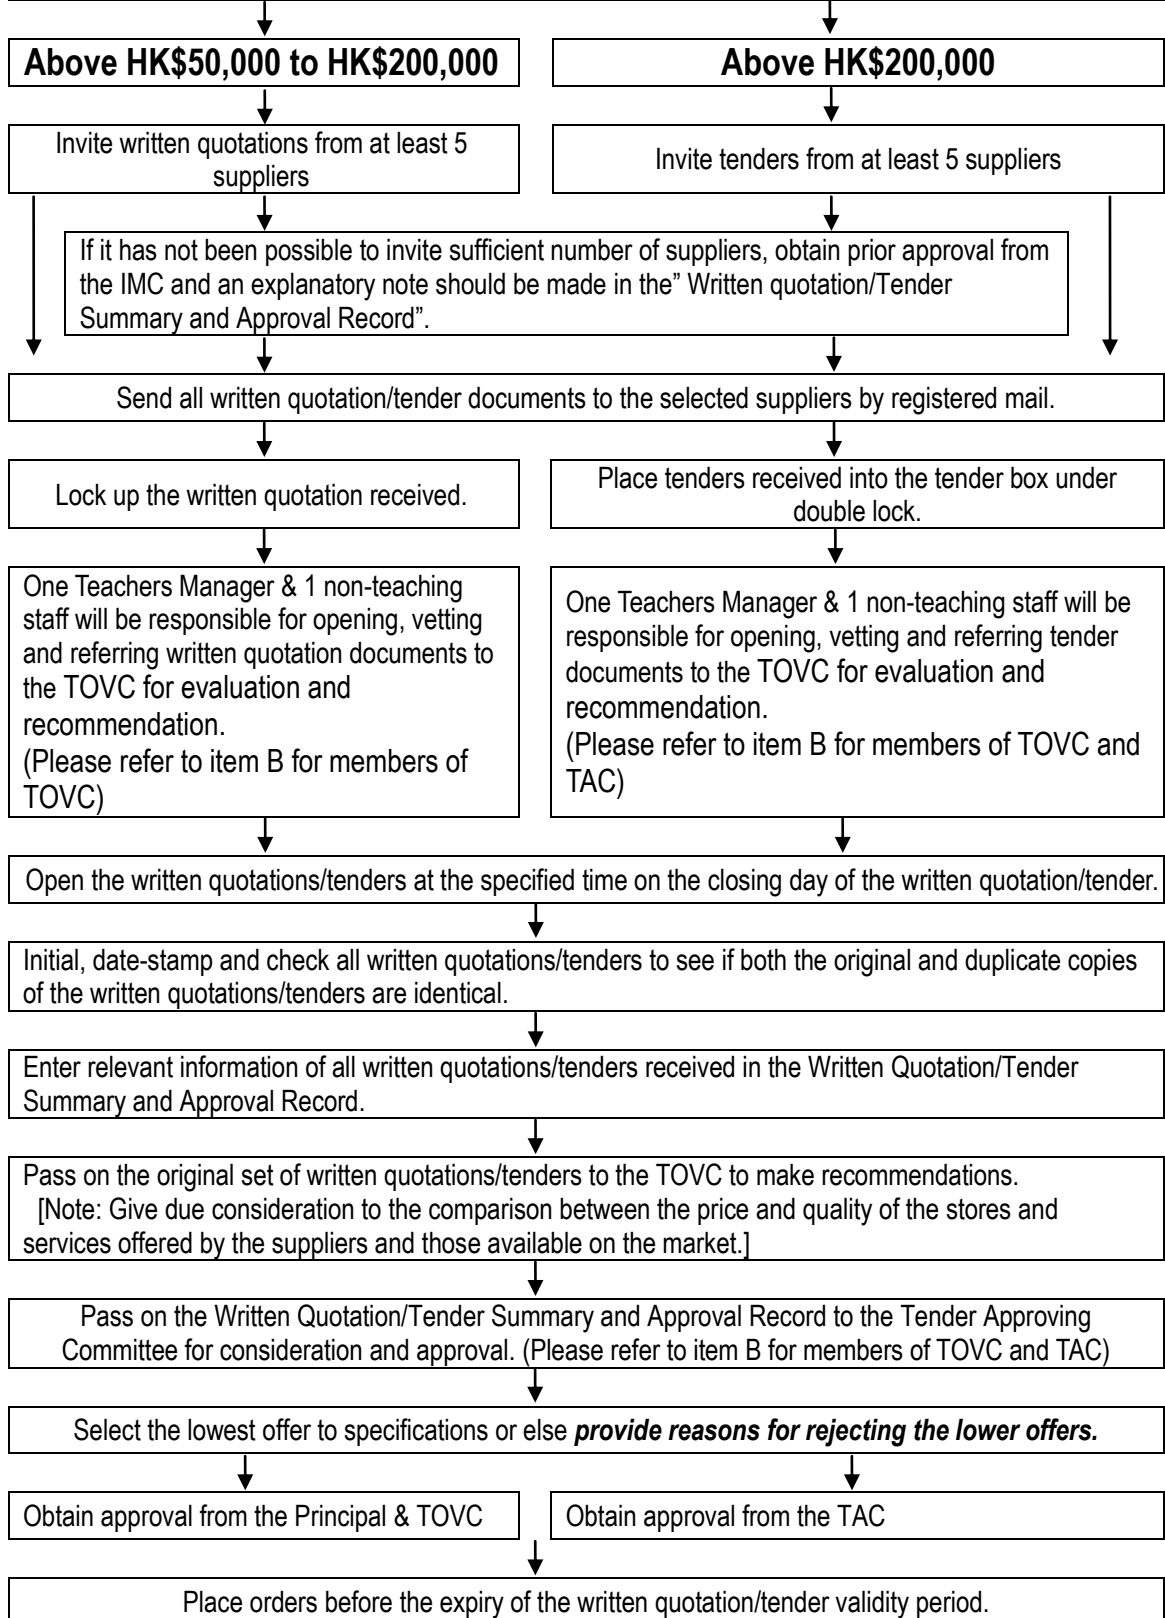 Above HK$50,000 to HK$200,000
Above HK$200,000
Invite written quotations from at least 5
suppliers
Invite tenders from at least 5 suppliers
If it has not been possible to invite sufficient number of suppliers, obtain prior approval from
the IMC and an explanatory note should be made in the” Written quotation/Tender
Summary and Approval Record”.
Send all written quotation/tender documents to the selected suppliers by registered mail.
Lock up the written quotation received.
Place tenders received into the tender box under
double lock.
One Teachers Manager & 1 non-teaching
staff will be responsible for opening, vetting
and referring written quotation documents to
the TOVC for evaluation and
recommendation.
(Please refer to item B for members of
TOVC)
One Teachers Manager & 1 non-teaching staff will be
responsible for opening, vetting and referring tender
documents to the TOVC for evaluation and
recommendation.
(Please refer to item B for members of TOVC and
TAC)
Open the written quotations/tenders at the specified time on the closing day of the written quotation/tender.
Initial, date-stamp and check all written quotations/tenders to see if both the original and duplicate copies
of the written quotations/tenders are identical.
Enter relevant information of all written quotations/tenders received in the Written Quotation/Tender
Summary and Approval Record.
Pass on the original set of written quotations/tenders to the TOVC to make recommendations.
[Note: Give due consideration to the comparison between the price and quality of the stores and
services offered by the suppliers and those available on the market.]
Pass on the Written Quotation/Tender Summary and Approval Record to the Tender Approving
Committee for consideration and approval. (Please refer to item B for members of TOVC and TAC)
Select the lowest offer to specifications or else provide reasons for rejecting the lower offers.
Obtain approval from the Principal & TOVC
Obtain approval from the TAC
Place orders before the expiry of the written quotation/tender validity period.